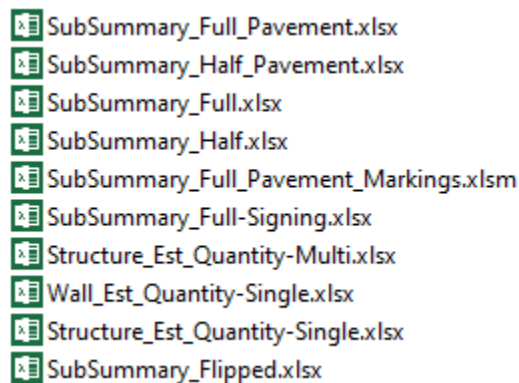 SubSummary_Full_Pavement.xlsx
SubSummary_Half_Pavement.xlsx
SubSummary_Full.xlsx
SubSummary_Half.xlsx
SubSummary_Full_Pavement_Markings.xlsm
SubSummary_Full-Signing.xlsx
Structure_Est_Quantity-Multi.xlsx
Wall_Est_Quantity-Single.xlsx
Structure_Est_Quantity-Single.xlsx
SubSummary_Flipped.xlsx